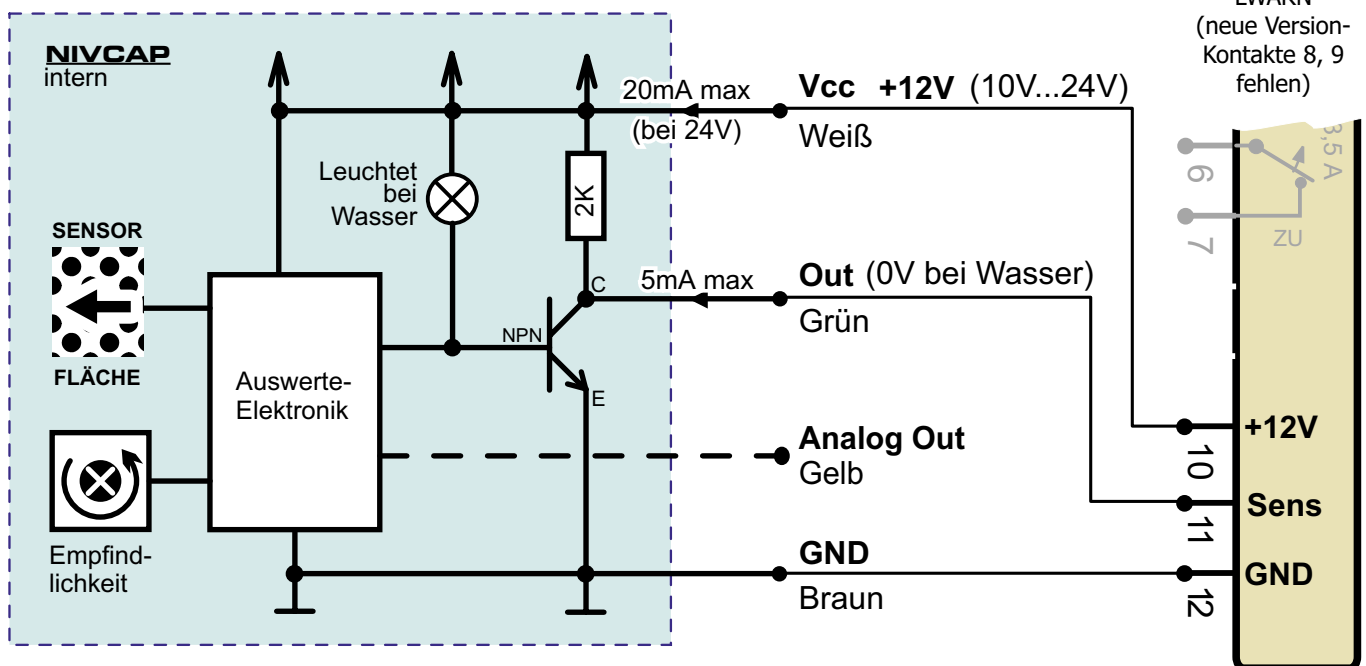 LWARN
(neue Version-
Kontakte 8, 9
fehlen)
NIVCAP
intern
20mA max
(bei 24V)
Vcc +12V (10V...24V)
Weiß
Leuchtet
bei
Wasser
2K
SENSOR
FLÄCHE
Auswerte-
Elektronik
Empfind-
lichkeit
NPN
C
E
5mA max
Out (0V bei Wasser)
Grün
Analog Out
Gelb
GND
Braun
6
7
3,5 A
ZU
10
+12V
11
Sens
12
GND